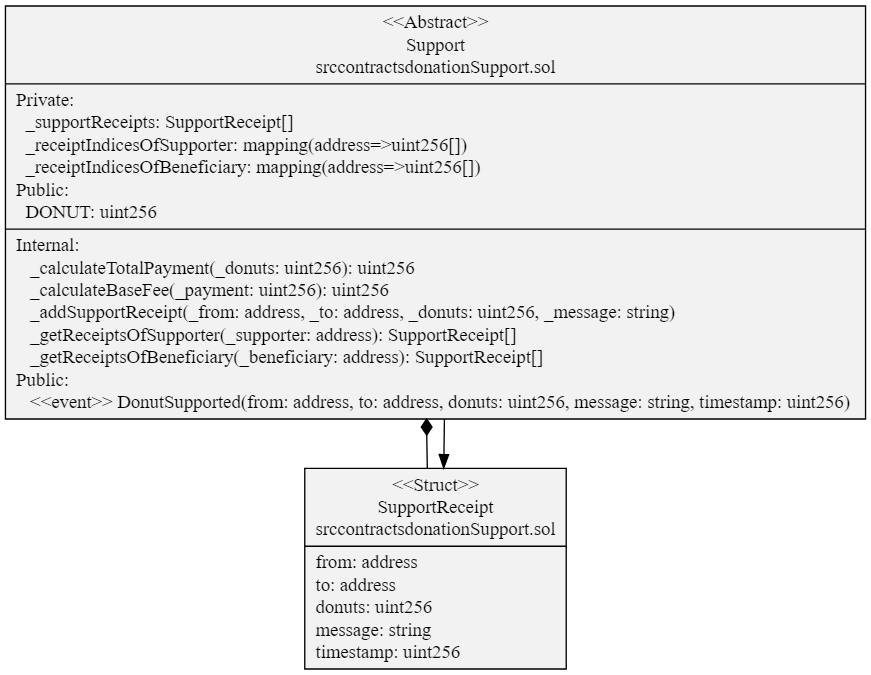 <<Abstract>>
Support
srccontractsdonationSupport.sol
Private:
_supportReceipts: SupportReceipt[]
_receiptIndicesOfSupporter: mapping(address=>uint256[])
_receiptIndicesOfBeneficiary: mapping(address=>uint256[])
Public:
DONUT: uint256
Internal:
_calculateTotalPayment(_donuts: uint256): uint256
_calculateBaseFee(_payment: uint256): uint256
_addSupportReceipt(_from: address, _to: address, _donuts: uint256, _message: string)
_getReceiptsOfSupporter(_supporter: address): SupportReceipt[]
_getReceiptsOfBeneficiary(_beneficiary: address): SupportReceipt[]
Public:
<<event>> DonutSupported(from: address, to: address, donuts: uint256, message: string, timestamp: uint256)
<<Struct>>
SupportReceipt
srccontractsdonationSupport.sol
from: address
to: address
donuts: uint256
message: string
timestamp: uint256